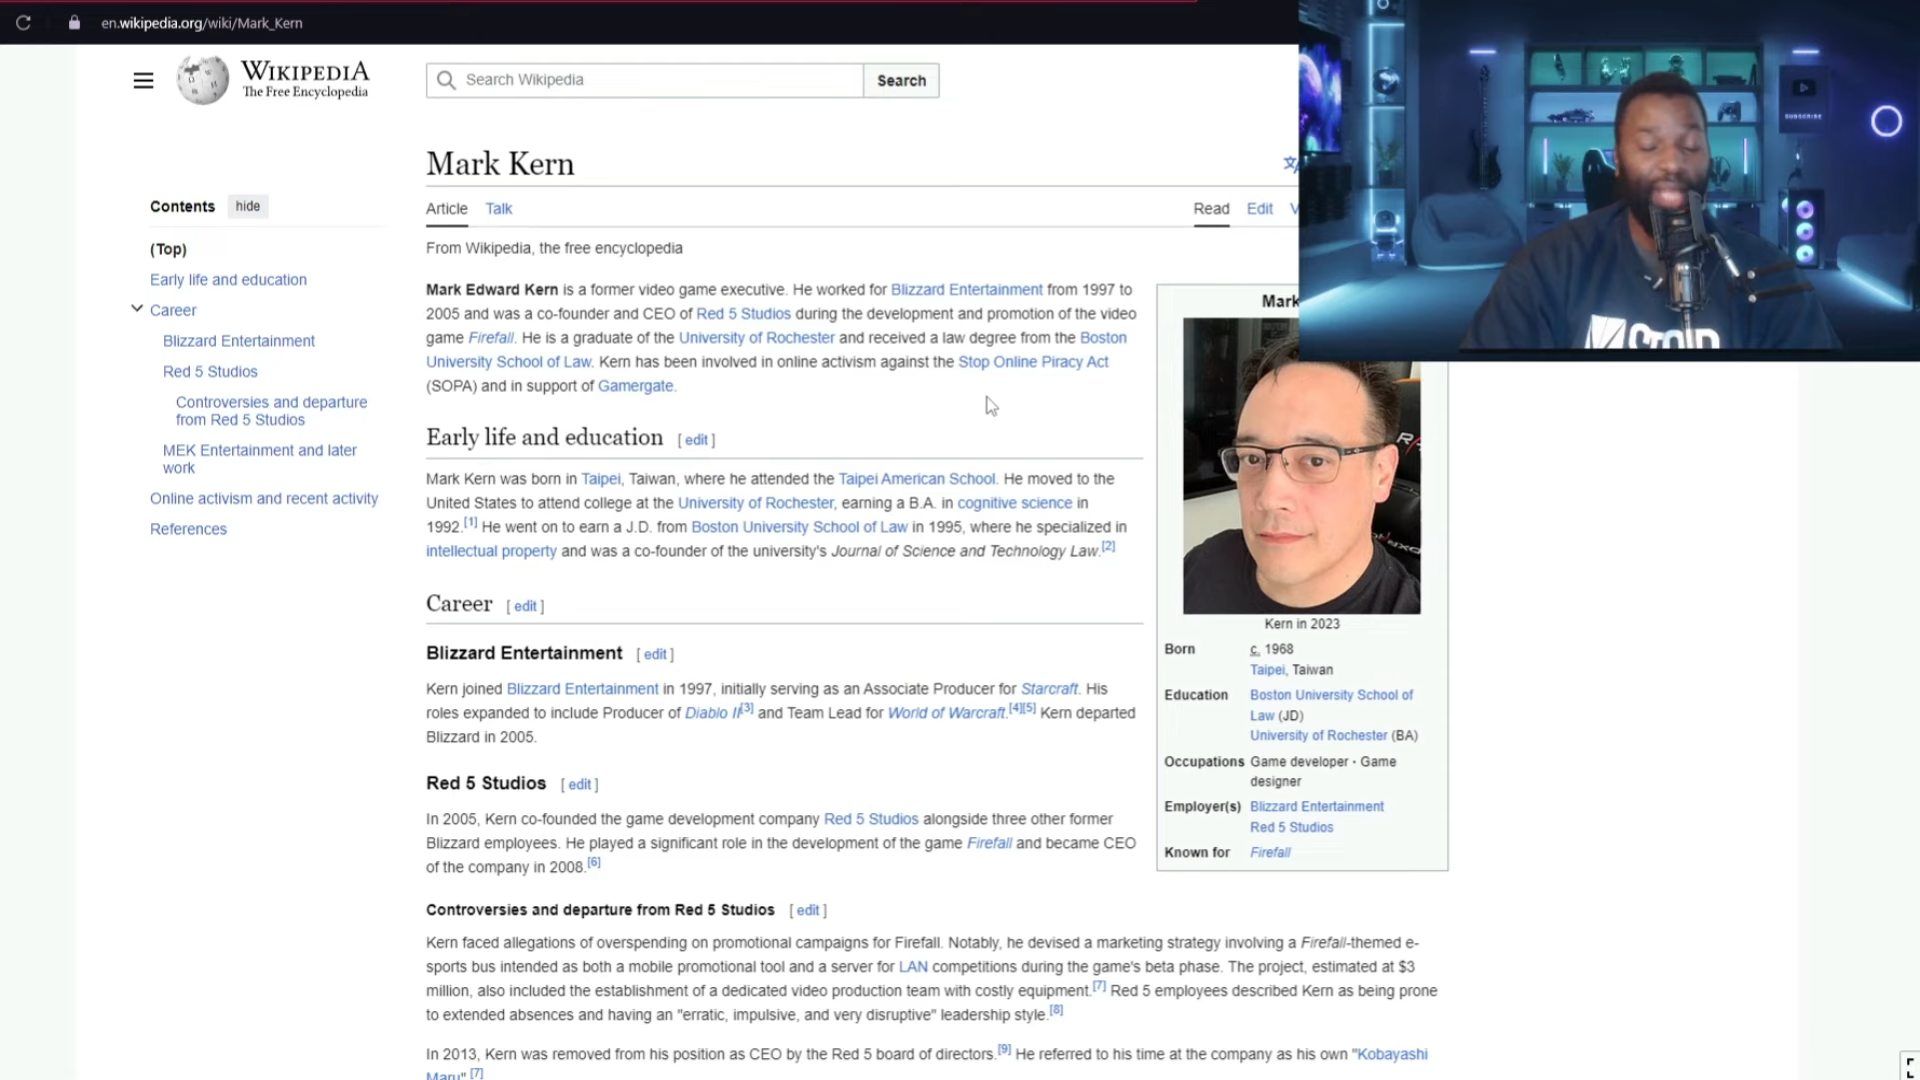 en.wikipedia.org/wiki/Mark_Kern
WIKIPEDIA
The Free Encyclopedia
Search Wikipedia
Search
SUBSCRIBE
Mark Kern
Contents hide
Article Talk
Read Edit V
(Top)
From Wikipedia, the free encyclopedia
Early life and education
Career
Blizzard Entertainment
Red 5 Studios
Controversies and departure
from Red 5 Studios
MEK Entertainment and later
work
Online activism and recent activity
References
Mark Edward Kern is a former video game executive. He worked for Blizzard Entertainment from 1997 to
2005 and was a co-founder and CEO of Red 5 Studios during the development and promotion of the video
game Firefall. He is a graduate of the University of Rochester and received a law degree from the Boston
University School of Law. Kern has been involved in online activism against the Stop Online Piracy Act
(SOPA) and in support of Gamergate.
Early life and education [ edit ]
Mark Kern was born in Taipei, Taiwan, where he attended the Taipei American School. He moved to the
United States to attend college at the University of Rochester, earning a B.A. in cognitive science in
1992.[1] He went on to earn a J.D. from Boston University School of Law in 1995, where he specialized in
intellectual property and was a co-founder of the university's Journal of Science and Technology Law.[2]
Career [ edit ]
Blizzard Entertainment [ edit ]
Kern joined Blizzard Entertainment in 1997, initially serving as an Associate Producer for Starcraft. His
roles expanded to include Producer of Diablo II[3] and Team Lead for World of Warcraft.[4][5] Kern departed
Blizzard in 2005.
Red 5 Studios [ edit ]
In 2005, Kern co-founded the game development company Red 5 Studios alongside three other former
Blizzard employees. He played a significant role in the development of the game Firefall and became CEO
of the company in 2008.[6]
Mark
Kern in 2023
Born c. 1968
Taipei, Taiwan
Education Boston University School of
Law (JD)
University of Rochester (BA)
Occupations Game developer · Game
designer
Employer(s) Blizzard Entertainment
Red 5 Studios
Known for Firefall
Controversies and departure from Red 5 Studios [ edit ]
Kern faced allegations of overspending on promotional campaigns for Firefall. Notably, he devised a marketing strategy involving a Firefall-themed e-
sports bus intended as both a mobile promotional tool and a server for LAN competitions during the game's beta phase. The project, estimated at $3
million, also included the establishment of a dedicated video production team with costly equipment.[7] Red 5 employees described Kern as being prone
to extended absences and having an "erratic, impulsive, and very disruptive" leadership style.[8]
In 2013, Kern was removed from his position as CEO by the Red 5 board of directors.[9] He referred to his time at the company as his own "Kobayashi
Maru".[7]